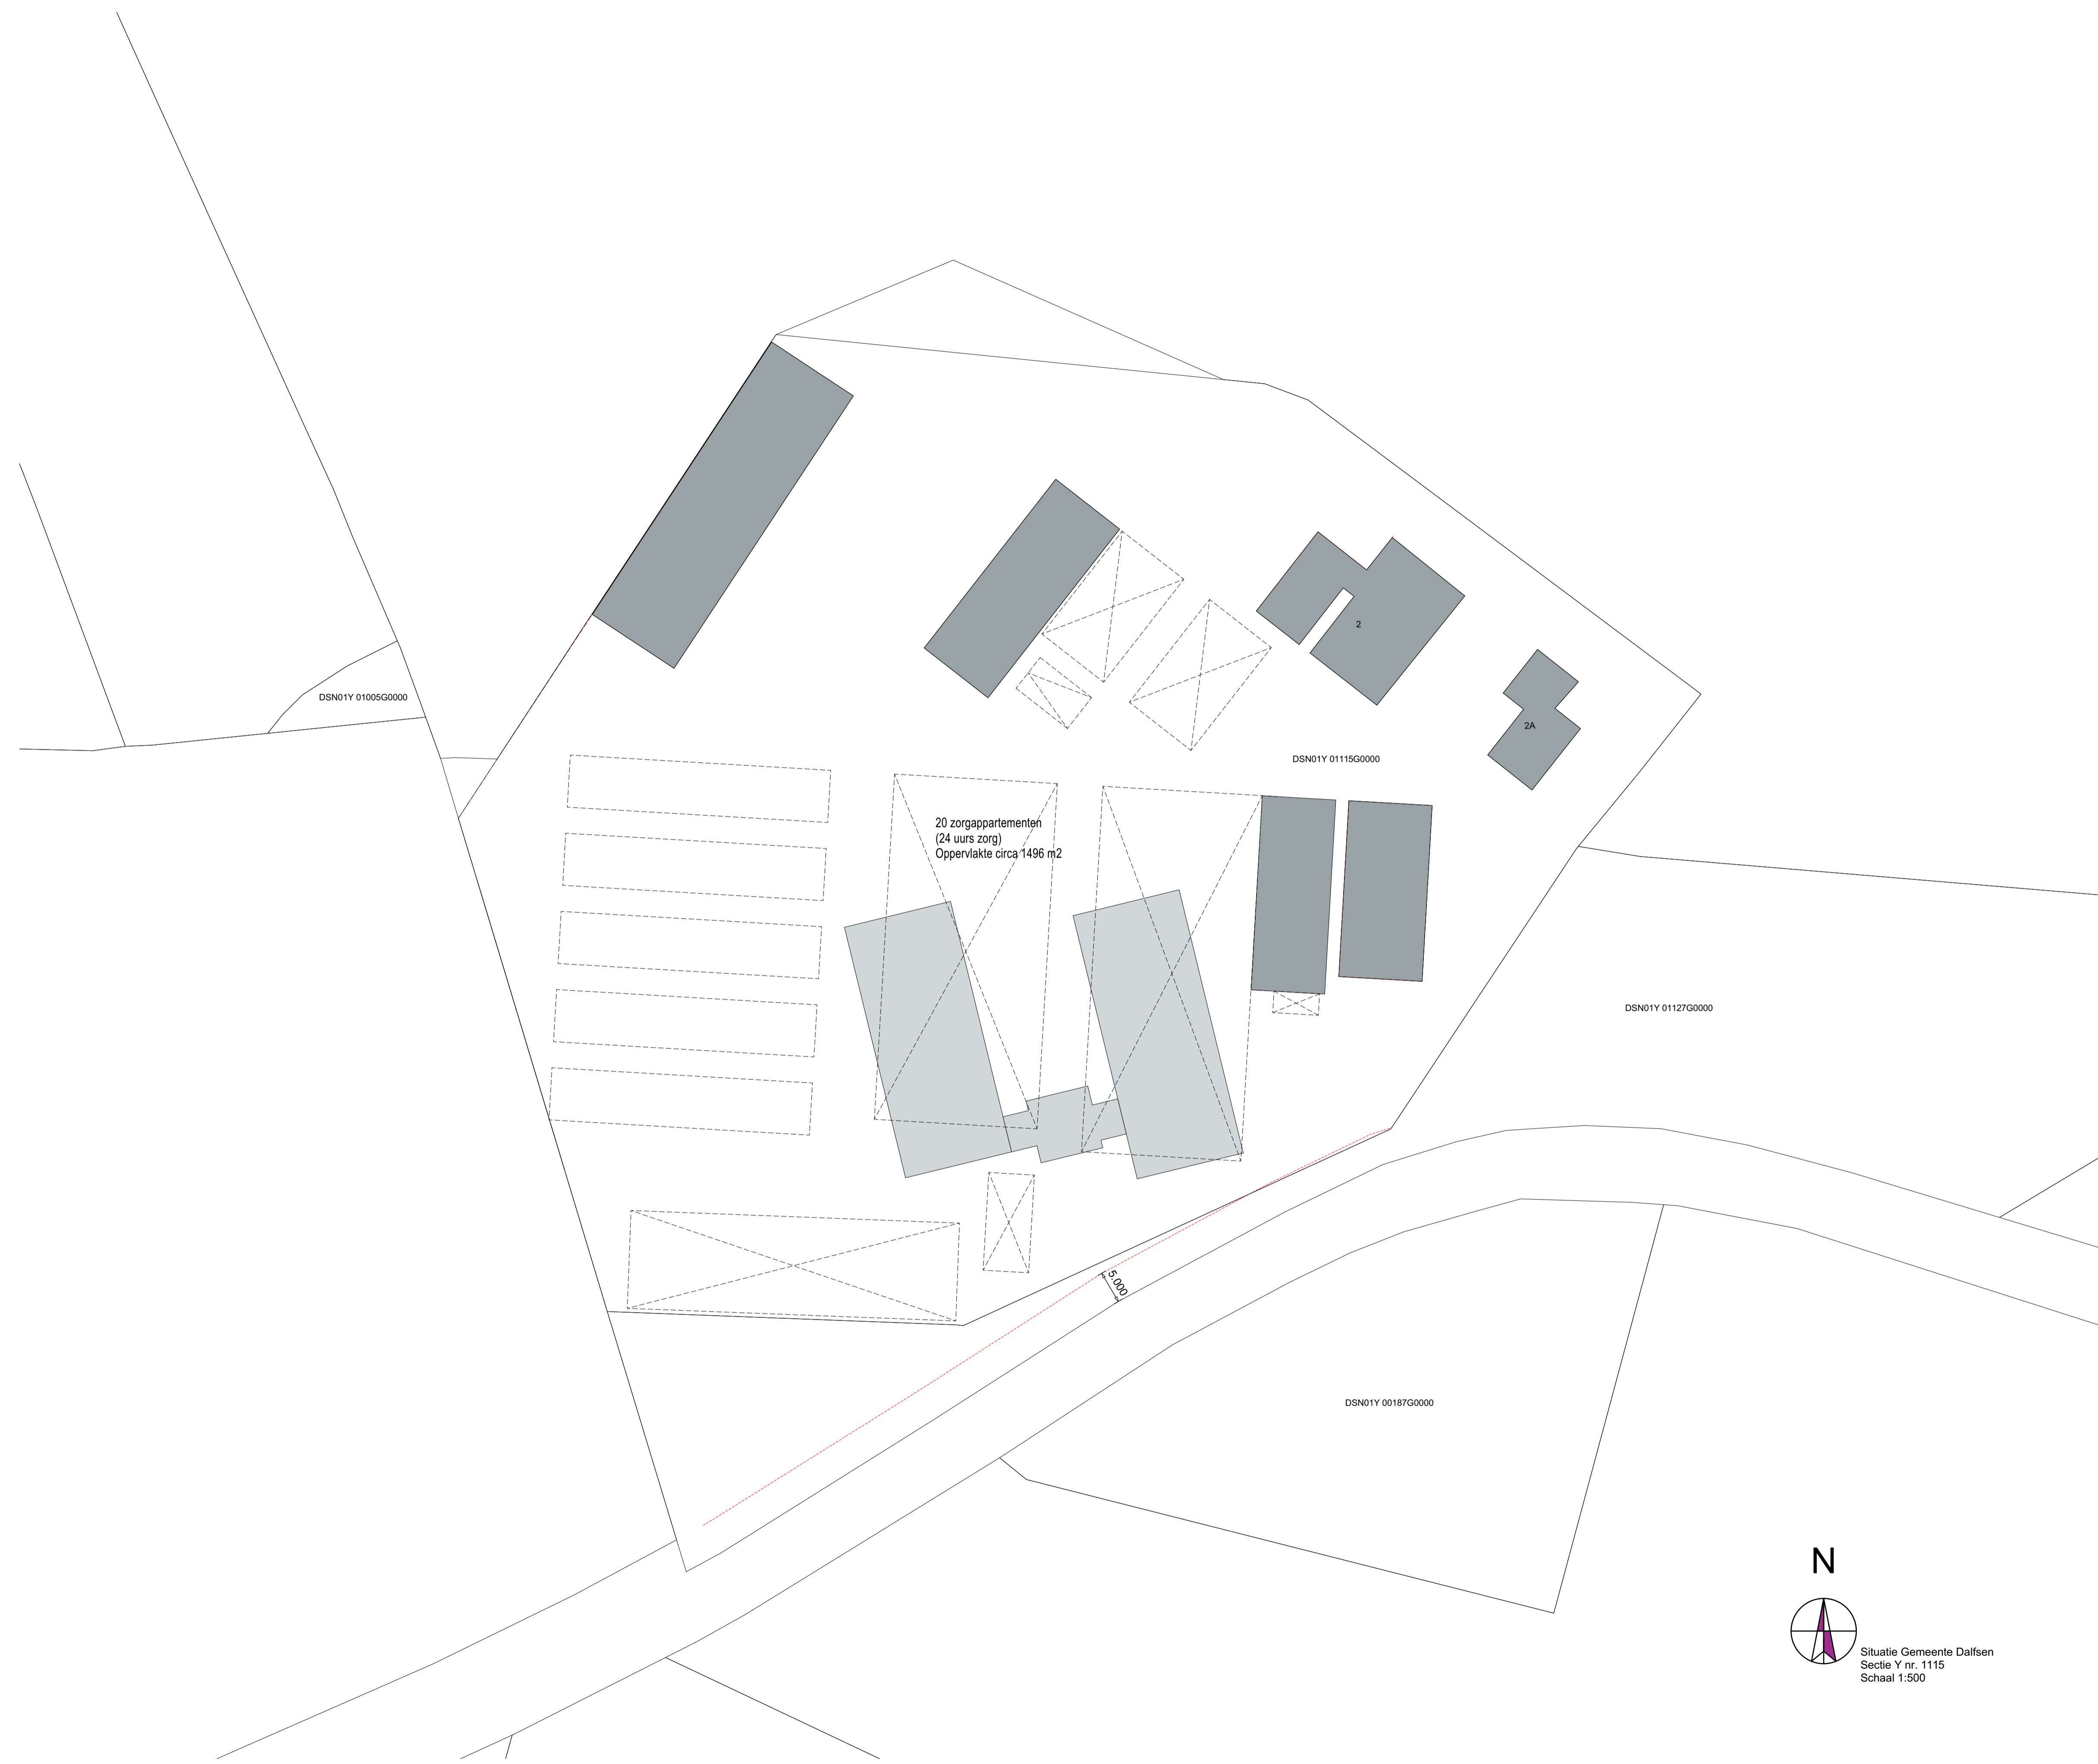 2
DSN01Y 01005G0000
2A
DSN01Y 01115G0000
20 zorgappartementen
(24 uurs zorg)
Oppervlakte circa 1496 m2
DSN01Y 01127G0000
5.000
DSN01Y 00187G0000
N
Situatie Gemeente Dalfsen
Sectie Y nr. 1115
Schaal 1:500